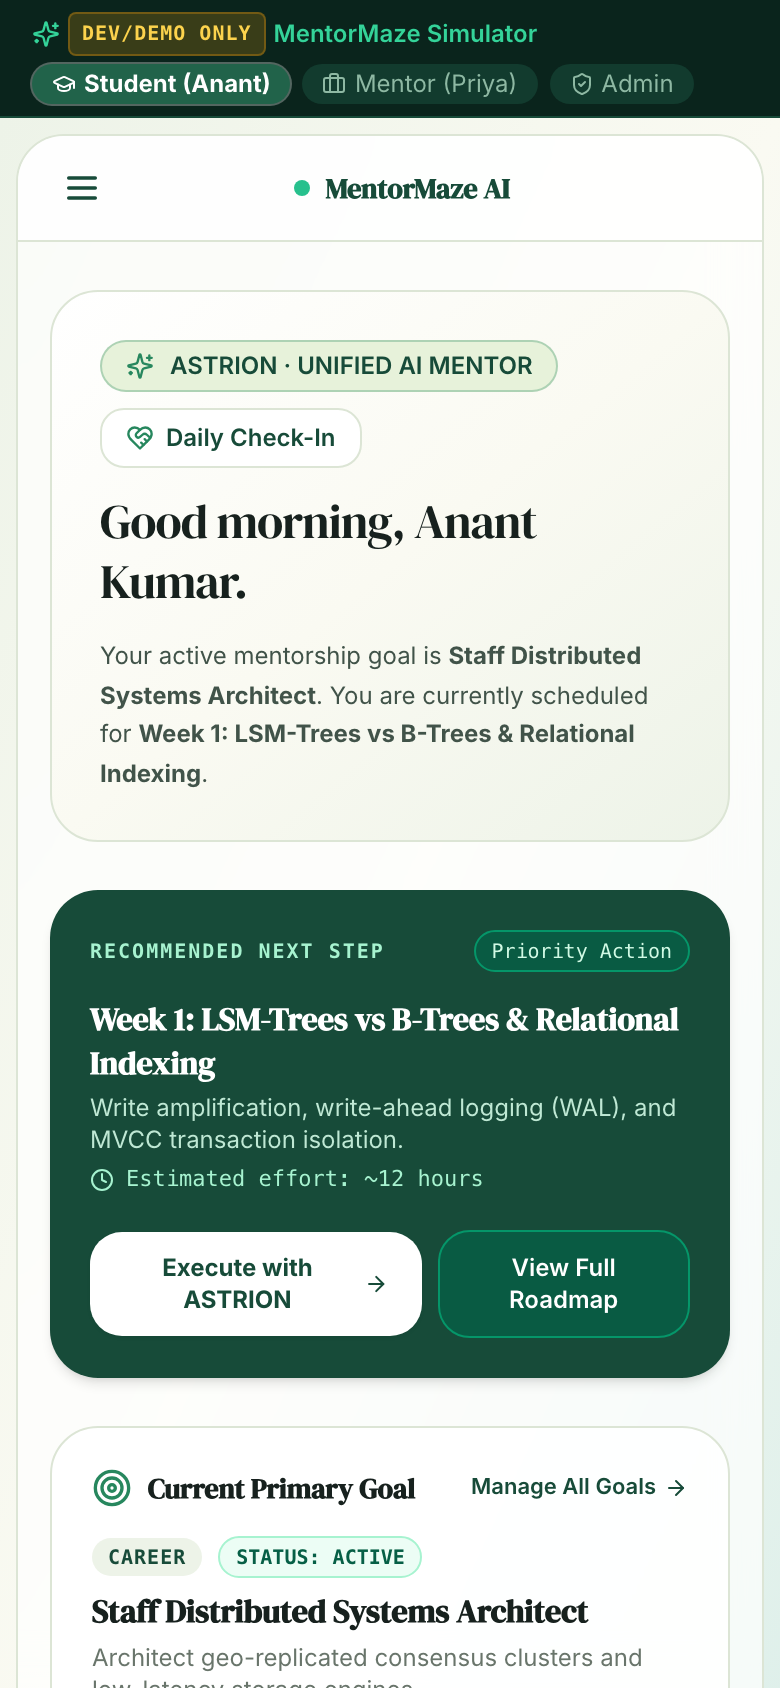 DEV/DEMO ONLY MentorMaze Simulator
Student (Anant) Mentor (Priya) Admin
MentorMaze AI
ASTRION · UNIFIED AI MENTOR
Daily Check-In
Good morning, Anant
Kumar.
Your active mentorship goal is Staff Distributed
Systems Architect. You are currently scheduled
for Week 1: LSM-Trees vs B-Trees & Relational
Indexing.
RECOMMENDED NEXT STEP Priority Action
Week 1: LSM-Trees vs B-Trees & Relational
Indexing
Write amplification, write-ahead logging (WAL), and
MVCC transaction isolation.
Estimated effort: ~12 hours
Execute with
ASTRION
View Full
Roadmap
Current Primary Goal Manage All Goals
CAREER STATUS: ACTIVE
Staff Distributed Systems Architect
Architect geo-replicated consensus clusters and
low-latency storage engines.